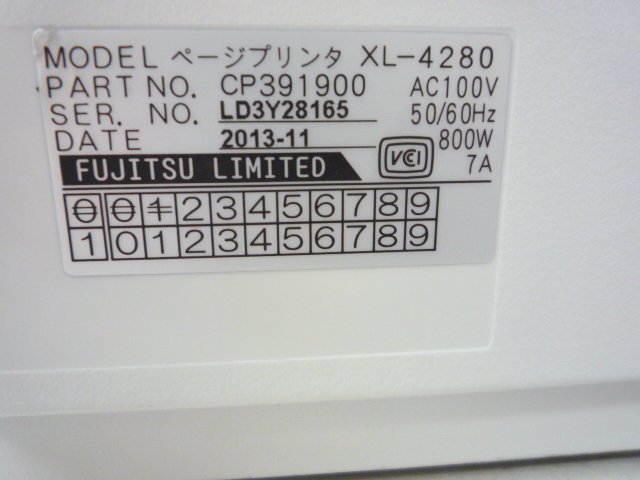 MODEL ページプリンタ XL-4280
PART NO. CP391900 AC100V
SER. NO. LD3Y28165 50/60Hz
DATE 2013-11 800W
FUJITSU LIMITED VCI 7A
0 0 1 2 3 4 5 6 7 8 9
1 0 1 2 3 4 5 6 7 8 9